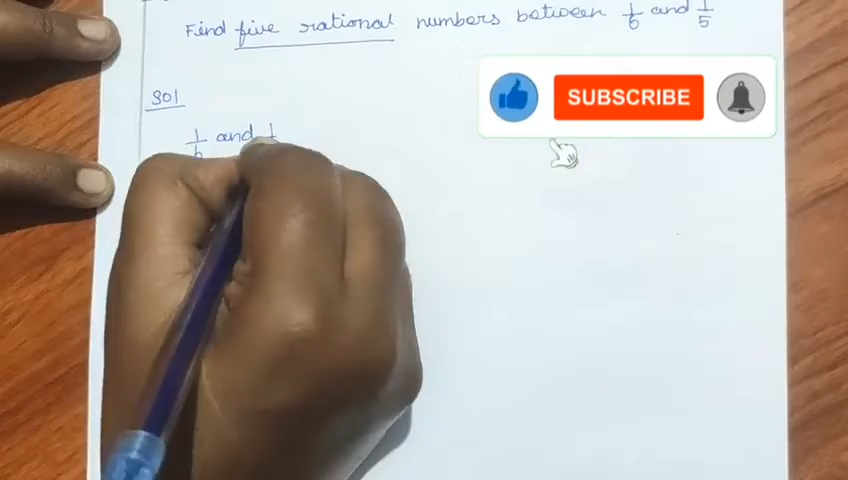 Find five rational numbers between 1/6 and 1/5
SUBSCRIBE
Sol
1/6 and 1